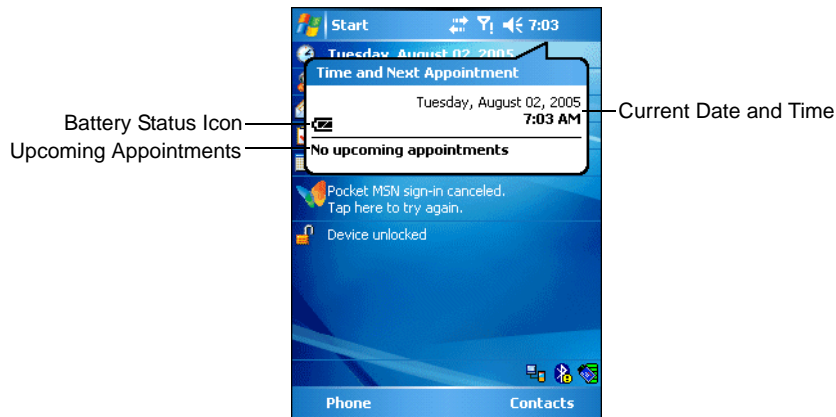 Start 7:03
Tuesday, August 02, 2005
Time and Next Appointment
Tuesday, August 02, 2005
7:03 AM
No upcoming appointments
Battery Status Icon
Upcoming Appointments
Current Date and Time
Pocket MSN sign-in canceled.
Tap here to try again.
Device unlocked
Phone Contacts